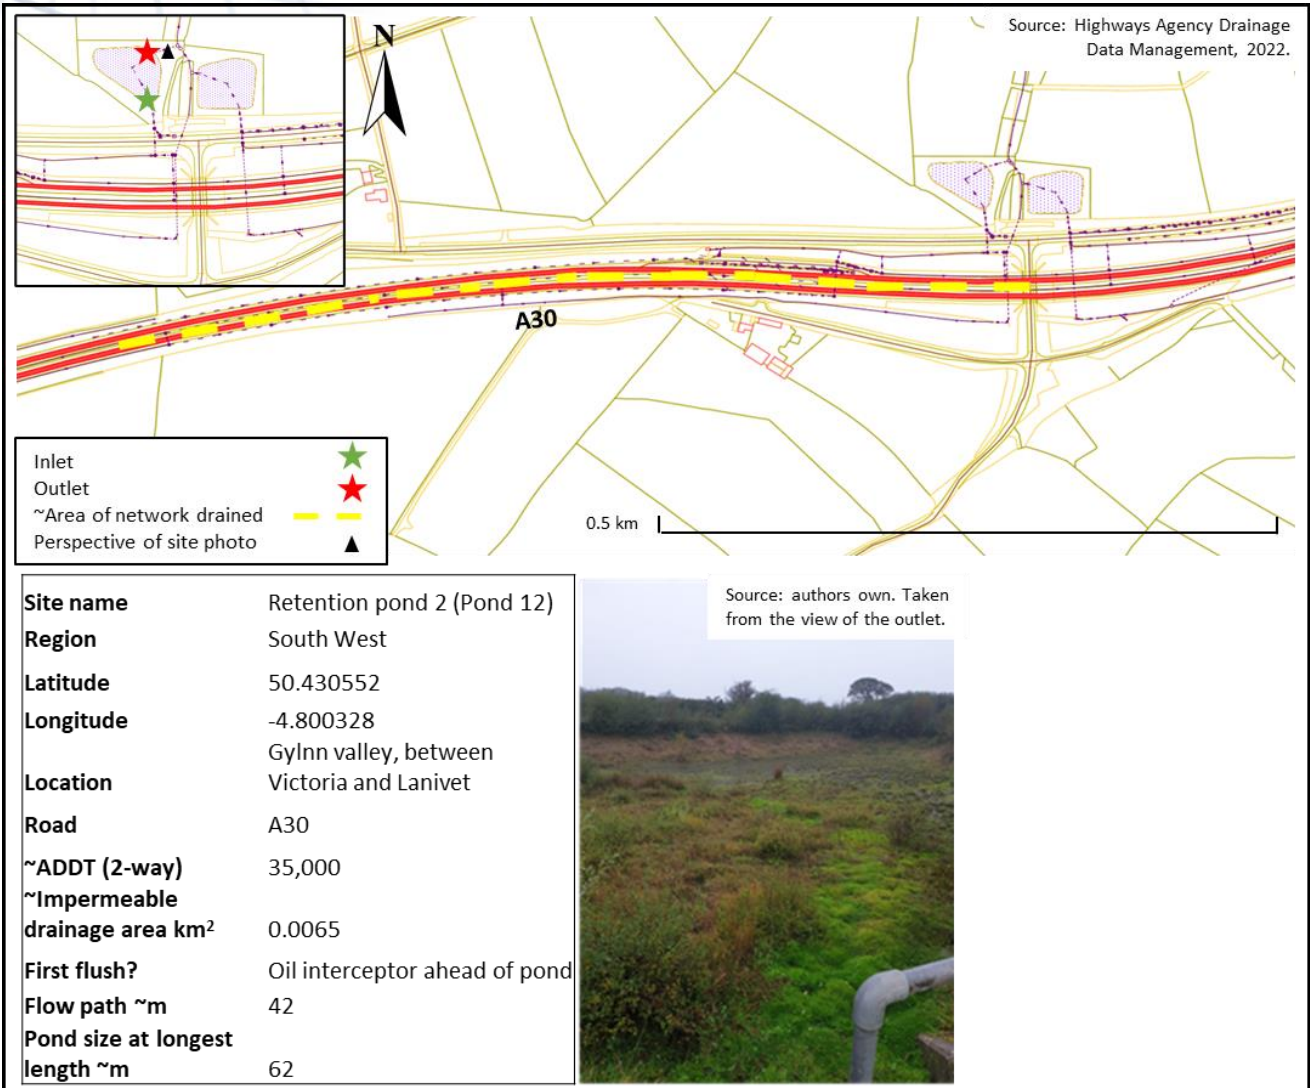 N
Source: Highways Agency Drainage
Data Management, 2022.
A30
Inlet
Outlet
~Area of network drained
Perspective of site photo
0.5 km
Site name Retention pond 2 (Pond 12)
Region South West
Latitude 50.430552
Longitude -4.800328
Gylnn valley, between
Location Victoria and Lanivet
Road A30
~ADDT (2-way) 35,000
~Impermeable
drainage area km² 0.0065
First flush? Oil interceptor ahead of pond
Flow path ~m 42
Pond size at longest
length ~m 62
Source: authors own. Taken
from the view of the outlet.